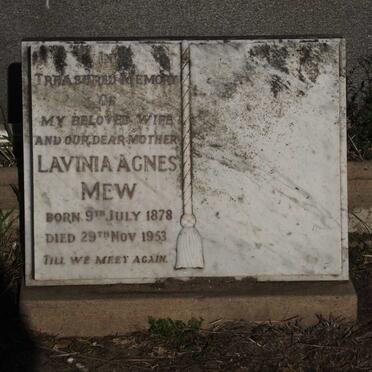 IN
TREASURED MEMORY
OF
MY BELOVED WIFE
AND OUR DEAR MOTHER
LAVINIA AGNES
MEW
BORN 9TH JULY 1878
DIED 29TH NOV 1953
TILL WE MEET AGAIN.